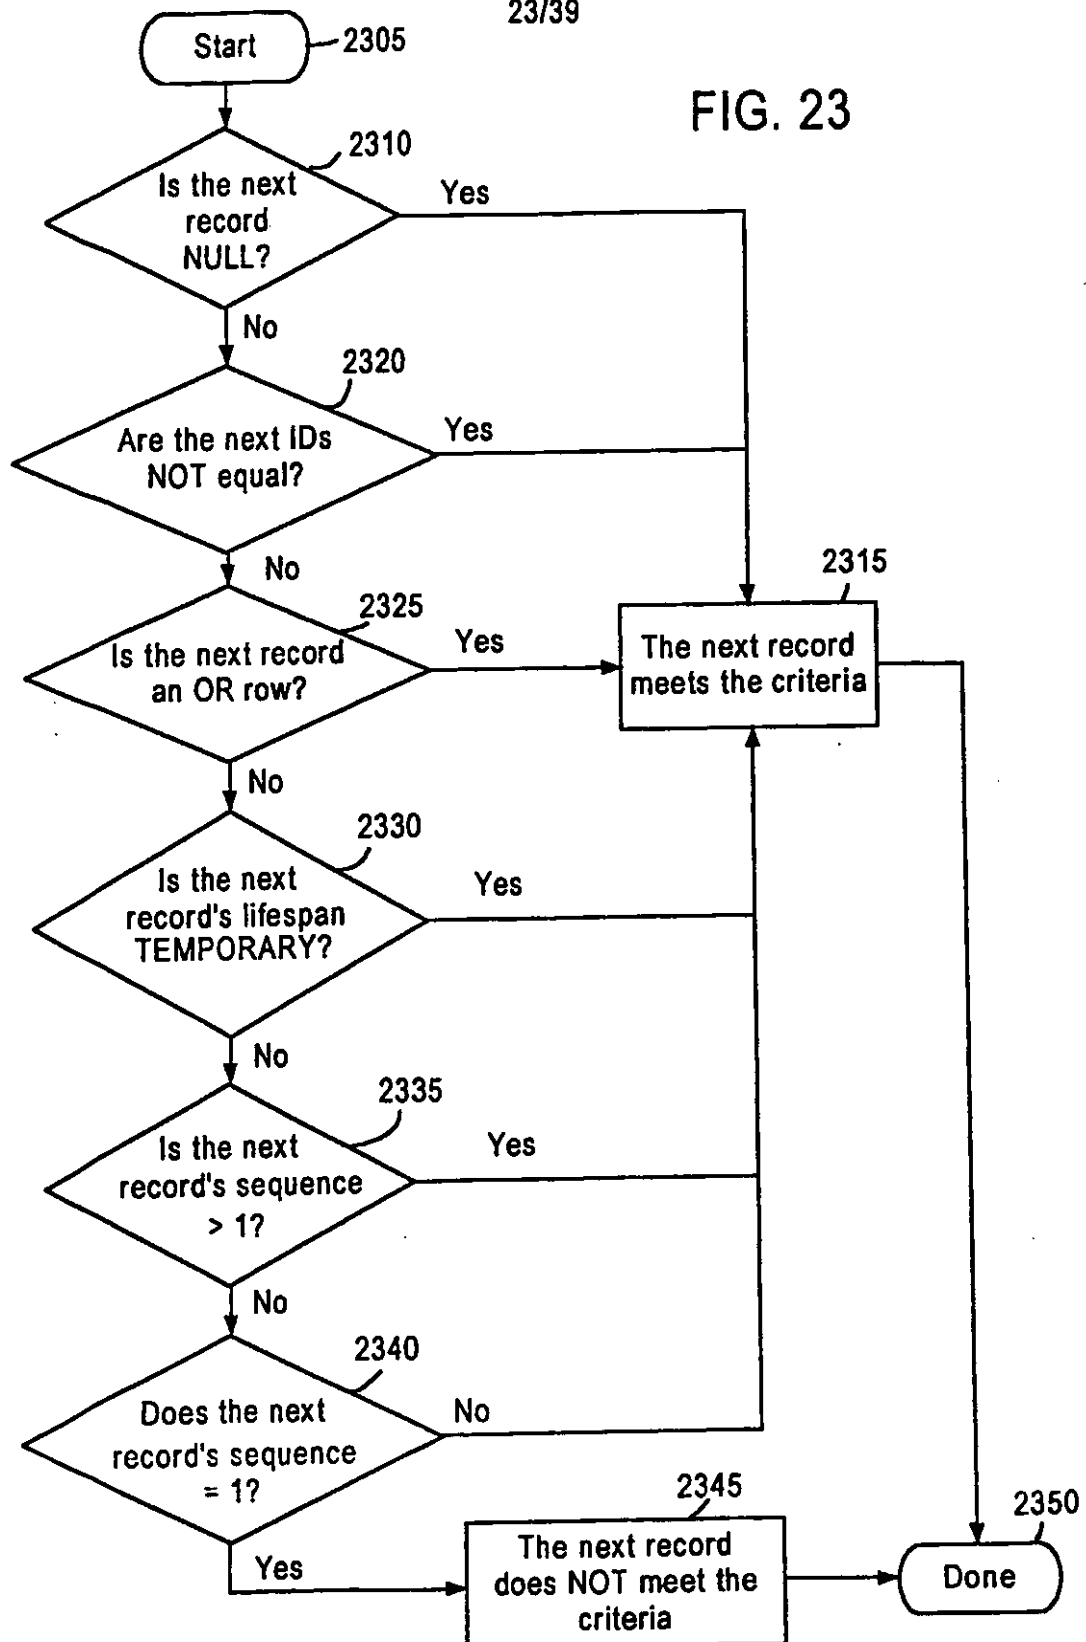 23/39
Start
2305
FIG. 23
2310
Is the next
record
NULL?
Yes
No
2320
Are the next IDs
NOT equal?
Yes
No
2325
Is the next record
an OR row?
Yes
2315
The next record
meets the criteria
No
2330
Is the next
record's lifespan
TEMPORARY?
Yes
No
2335
Is the next
record's sequence
> 1?
Yes
No
2340
Does the next
record's sequence
= 1?
No
Yes
2345
The next record
does NOT meet the
criteria
2350
Done